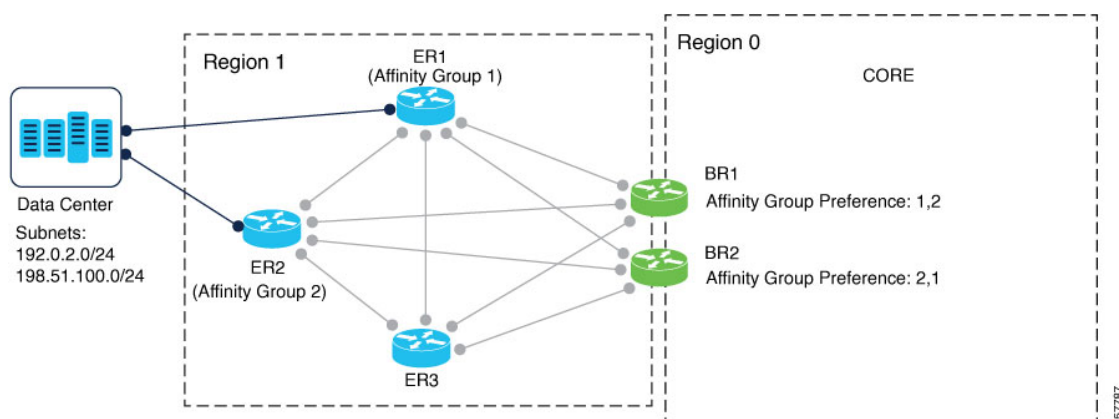 Region 1
ER1
(Affinity Group 1)
Region 0
CORE
Data Center
Subnets:
192.0.2.0/24
198.51.100.0/24
ER2
(Affinity Group 2)
BR1
Affinity Group Preference: 1,2
BR2
Affinity Group Preference: 2,1
ER3